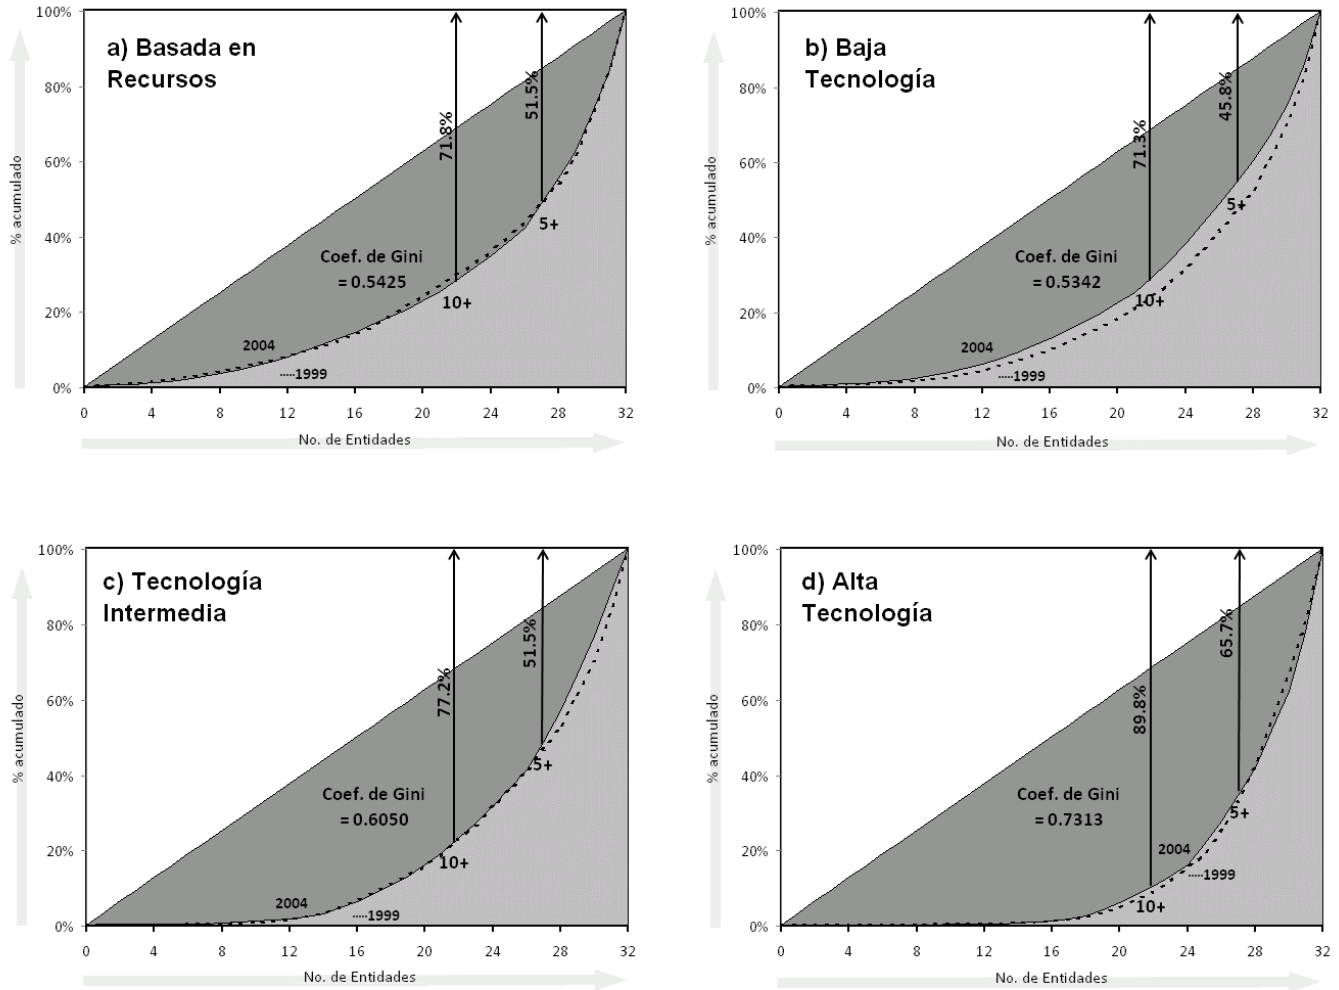 a) Basada en
Recursos
100%
80%
60%
40%
20%
0%
% acumulado
71.8%
51.5%
Coef. de Gini
= 0.5425
5+
10+
2004
----1999
0 4 8 12 16 20 24 28 32
No. de Entidades
b) Baja
Tecnología
100%
80%
60%
40%
20%
0%
% acumulado
71.3%
45.8%
Coef. de Gini
= 0.5342
5+
10+
2004
----1999
0 4 8 12 16 20 24 28 32
No. de Entidades
c) Tecnología
Intermedia
100%
80%
60%
40%
20%
0%
% acumulado
77.2%
51.5%
Coef. de Gini
= 0.6050
5+
10+
2004
----1999
0 4 8 12 16 20 24 28 32
No. de Entidades
d) Alta
Tecnología
100%
80%
60%
40%
20%
0%
% acumulado
89.8%
65.7%
Coef. de Gini
= 0.7313
5+
2004
----1999
10+
0 4 8 12 16 20 24 28 32
No. de Entidades